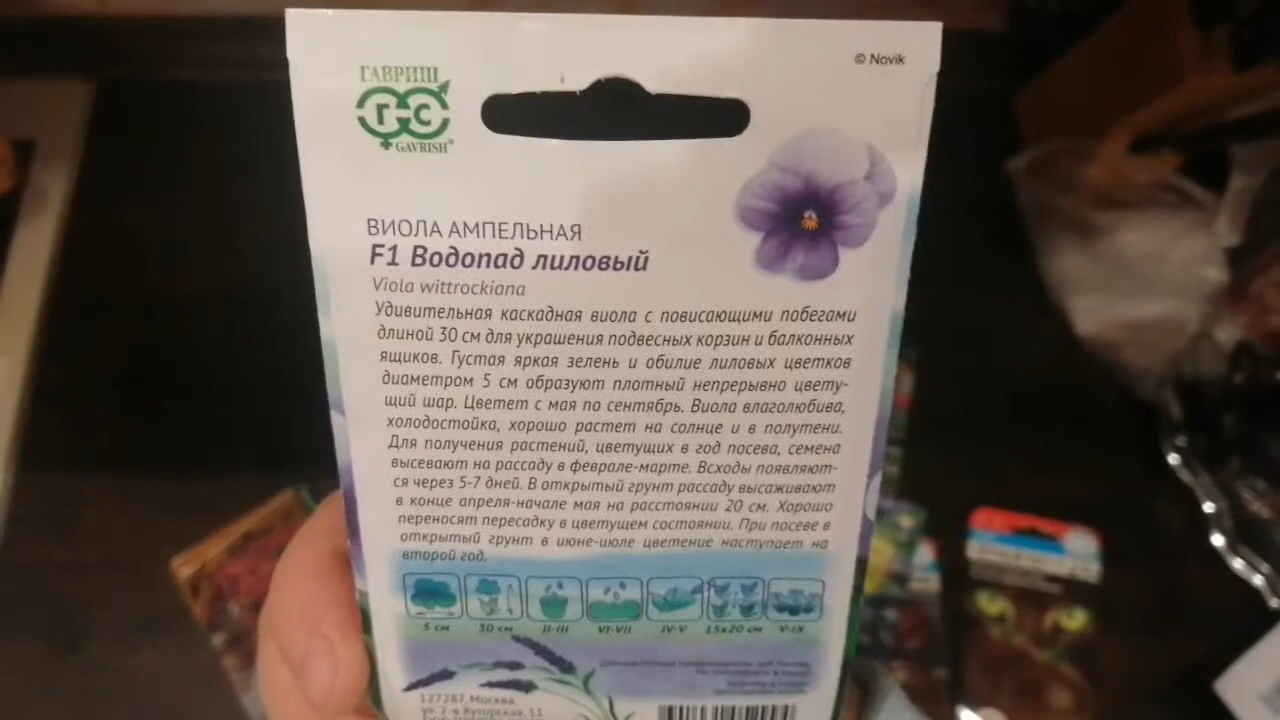 © Novik
ГАВРИШ
Г-С
GAVRISH®
ВИОЛА АМПЕЛЬНАЯ
F1 Водопад лиловый
Viola wittrockiana
Удивительная каскадная виола с повисающими побегами
длиной 30 см для украшения подвесных корзин и балконных
ящиков. Густая яркая зелень и обилие лиловых цветков
диаметром 5 см образуют плотный непрерывно цвету-
щий шар. Цветет с мая по сентябрь. Виола влаголюбива,
холодостойка, хорошо растет на солнце и в полутени.
Для получения растений, цветущих в год посева, семена
высевают на рассаду в феврале-марте. Всходы появляют-
ся через 5-7 дней. В открытый грунт рассаду высаживают
в конце апреля-начале мая на расстоянии 20 см. Хорошо
переносят пересадку в цветущем состоянии. При посеве в
открытый грунт в июне-июле цветение наступает на
второй год.
5 см 30 см II-III VI-VII IV-V 15x20 см V-IX
127287, Москва,
ул. 2-я Хуторская, 11